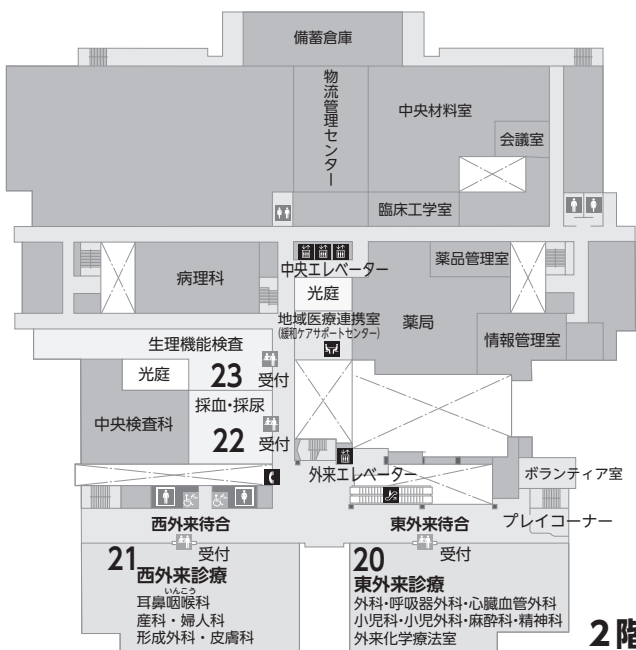 備蓄倉庫
物流管理センター
中央材料室
会議室
臨床工学室
病理科
中央エレベーター
光庭
薬品管理室
地域医療連携室
(緩和ケアサポートセンター)
薬局
情報管理室
生理機能検査
光庭
23 受付
採血・採尿
中央検査科
22 受付
外来エレベーター
ボランティア室
西外来待合
東外来待合
プレイコーナー
21 受付
西外来診療
いんこう
耳鼻咽喉科
産科・婦人科
形成外科・皮膚科
20 受付
東外来診療
外科・呼吸器外科・心臓血管外科
小児科・小児外科・麻酔科・精神科
外来化学療法室
2階